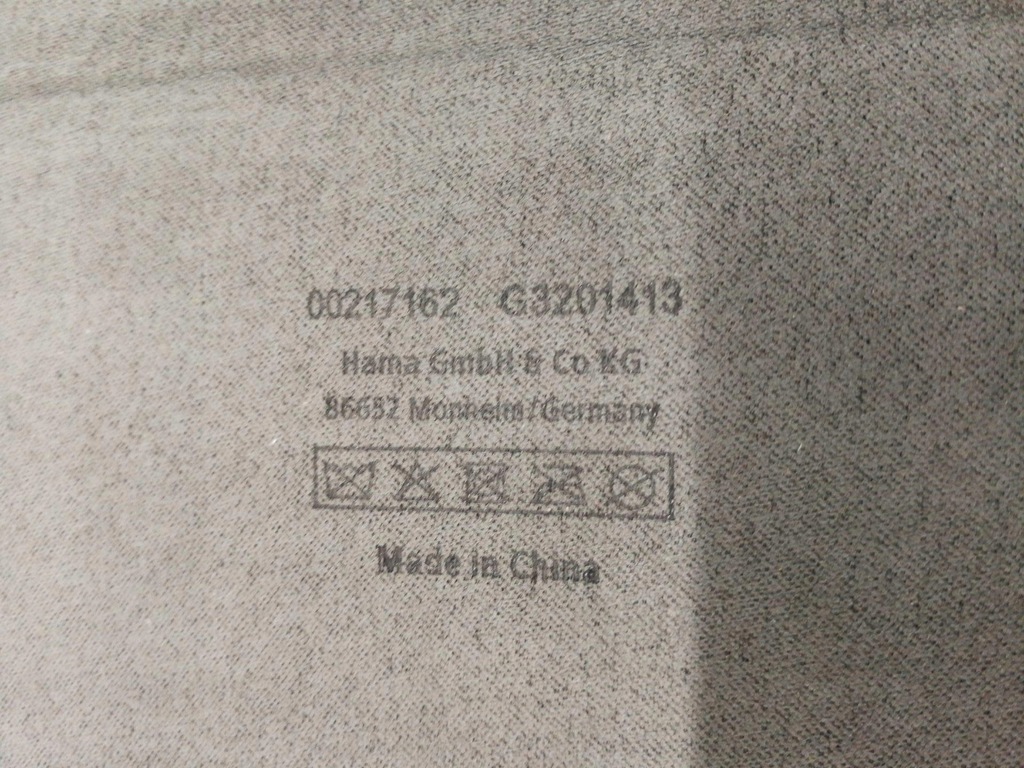 00217162 G3201413
Hama GmbH & Co KG
86652 Monheim/Germany
Made in China